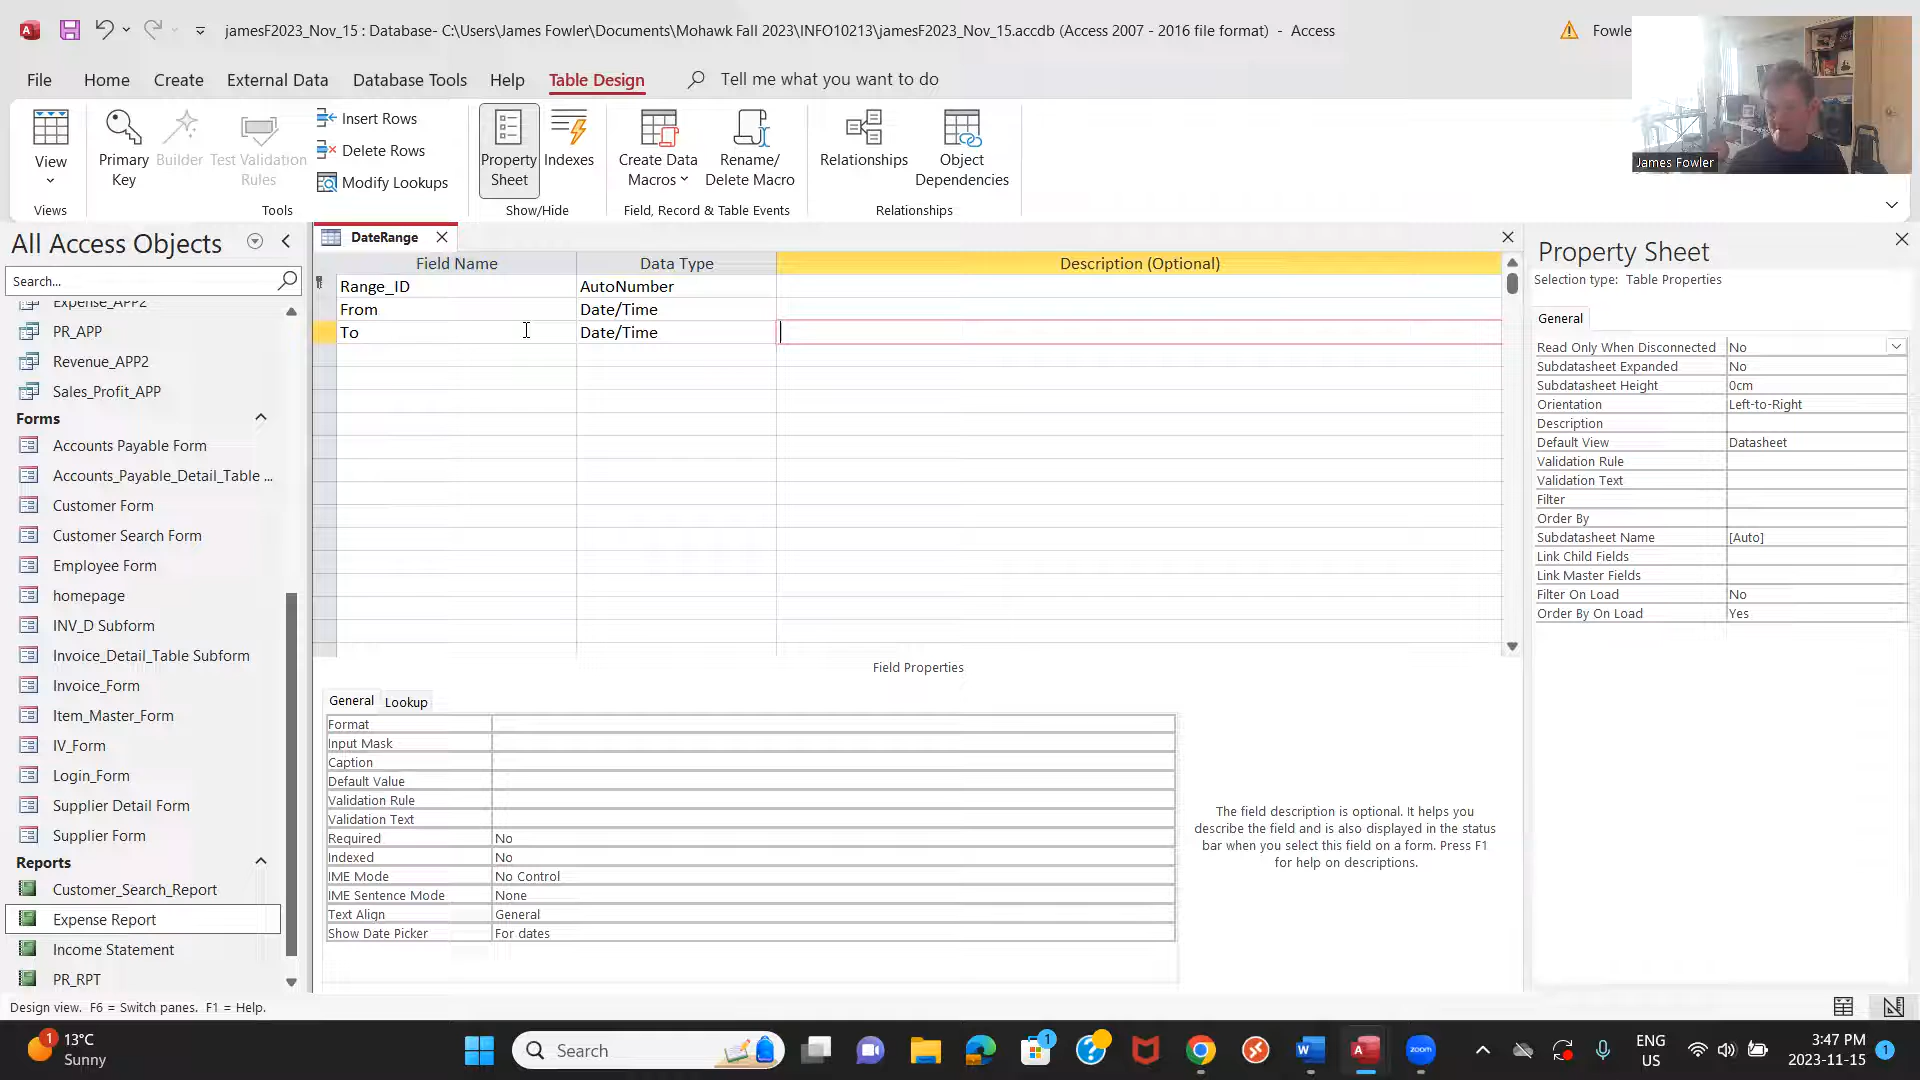 jamesF2023_Nov_15 : Database- C:\Users\James Fowler\Documents\Mohawk Fall 2023\INFO10213\jamesF2023_Nov_15.accdb (Access 2007 - 2016 file format) - Access
Fowle
File Home Create External Data Database Tools Help Table Design Tell me what you want to do
View
Primary Key
Builder
Test Validation Rules
Insert Rows
Delete Rows
Modify Lookups
Property Sheet
Indexes
Create Data Macros
Rename/ Delete Macro
Relationships
Object Dependencies
Views
Tools
Show/Hide
Field, Record & Table Events
Relationships
James Fowler
All Access Objects
Search...
Expense_APP2
PR_APP
Revenue_APP2
Sales_Profit_APP
Forms
Accounts Payable Form
Accounts_Payable_Detail_Table ...
Customer Form
Customer Search Form
Employee Form
homepage
INV_D Subform
Invoice_Detail_Table Subform
Invoice_Form
Item_Master_Form
IV_Form
Login_Form
Supplier Detail Form
Supplier Form
Reports
Customer_Search_Report
Expense Report
Income Statement
PR_RPT
DateRange
Field Name Data Type Description (Optional)
Range_ID AutoNumber
From Date/Time
To Date/Time
Field Properties
General Lookup
Format
Input Mask
Caption
Default Value
Validation Rule
Validation Text
Required No
Indexed No
IME Mode No Control
IME Sentence Mode None
Text Align General
Show Date Picker For dates
The field description is optional. It helps you
describe the field and is also displayed in the status
bar when you select this field on a form. Press F1
for help on descriptions.
Property Sheet
Selection type: Table Properties
General
Read Only When Disconnected No
Subdatasheet Expanded No
Subdatasheet Height 0cm
Orientation Left-to-Right
Description
Default View Datasheet
Validation Rule
Validation Text
Filter
Order By
Subdatasheet Name [Auto]
Link Child Fields
Link Master Fields
Filter On Load No
Order By On Load Yes
Design view. F6 = Switch panes. F1 = Help.
1
13°C
Sunny
Search
1
zoom
ENG
US
3:47 PM
2023-11-15
1